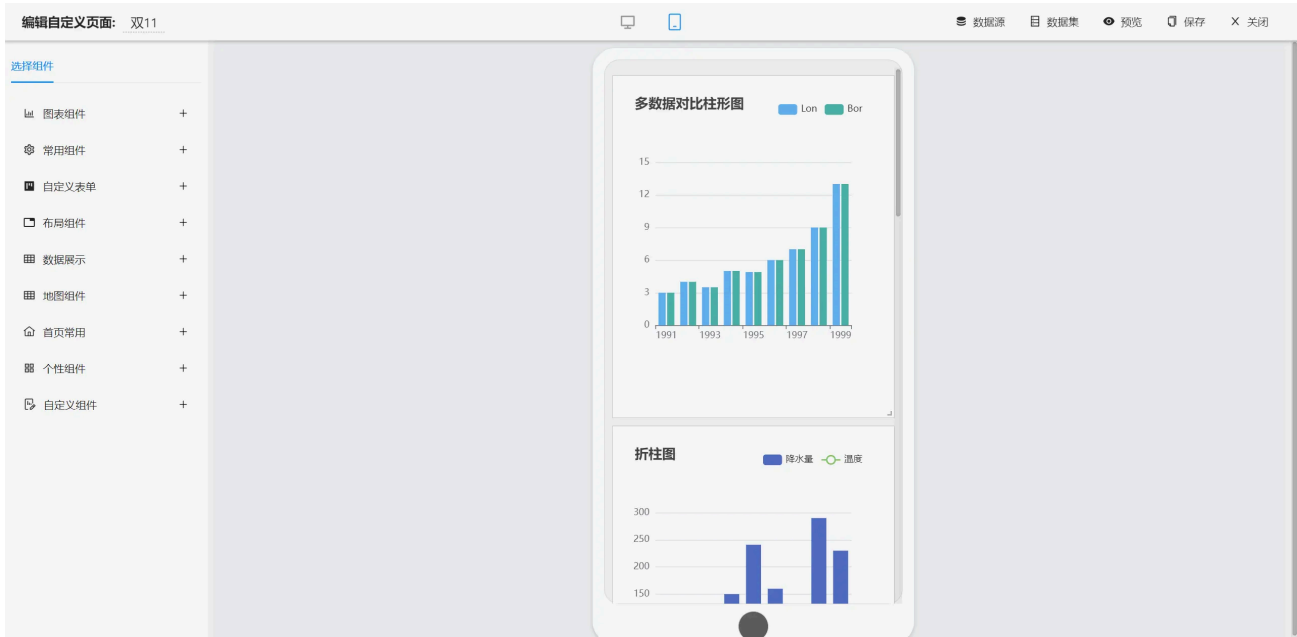 编辑自定义页面: 双11
数据源 数据集 预览 保存 X 关闭
选择组件
图表组件 +
常用组件 +
自定义表单 +
布局组件 +
数据展示 +
地图组件 +
首页常用 +
个性组件 +
自定义组件 +
多数据对比柱形图 Lon Bor
15
12
9
6
3
0
1991 1993 1995 1997 1999
折柱图 降水量 温度
300
250
200
150